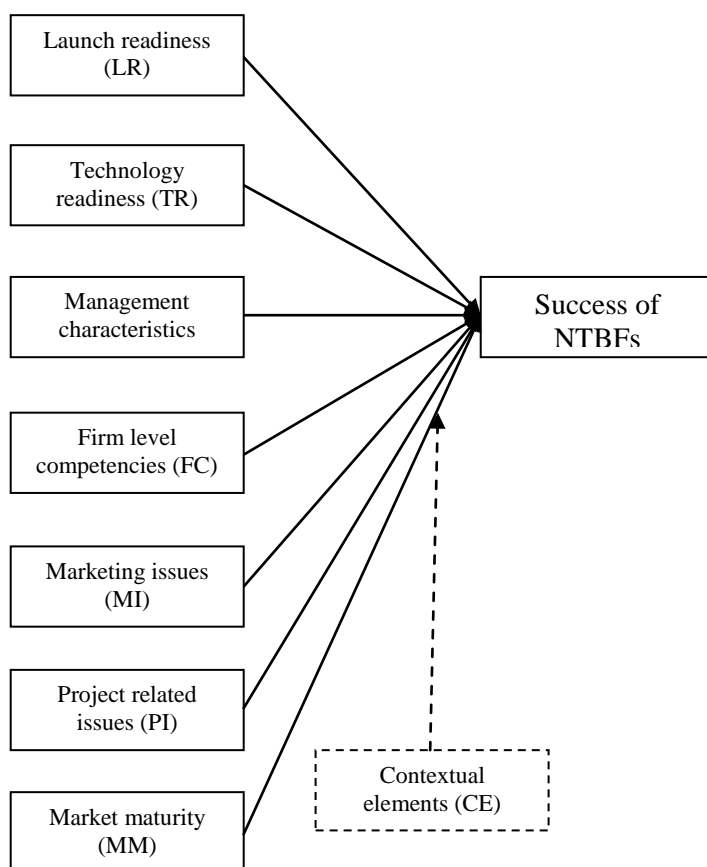 Launch readiness
(LR)
Technology
readiness (TR)
Management
characteristics
Success of
NTBFs
Firm level
competencies (FC)
Marketing issues
(MI)
Project related
issues (PI)
Contextual
elements (CE)
Market maturity
(MM)